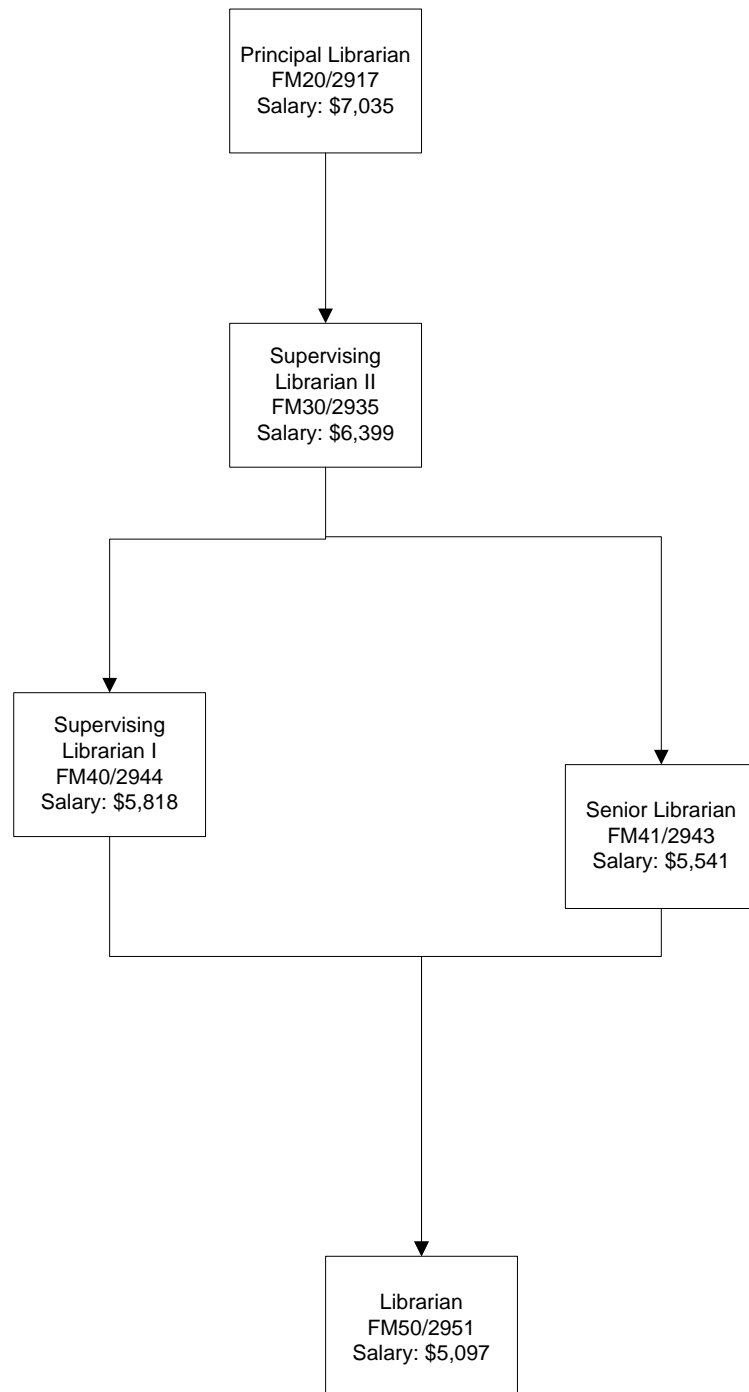 Principal Librarian
FM20/2917
Salary: $7,035
Supervising
Librarian II
FM30/2935
Salary: $6,399
Supervising
Librarian I
FM40/2944
Salary: $5,818
Senior Librarian
FM41/2943
Salary: $5,541
Librarian
FM50/2951
Salary: $5,097